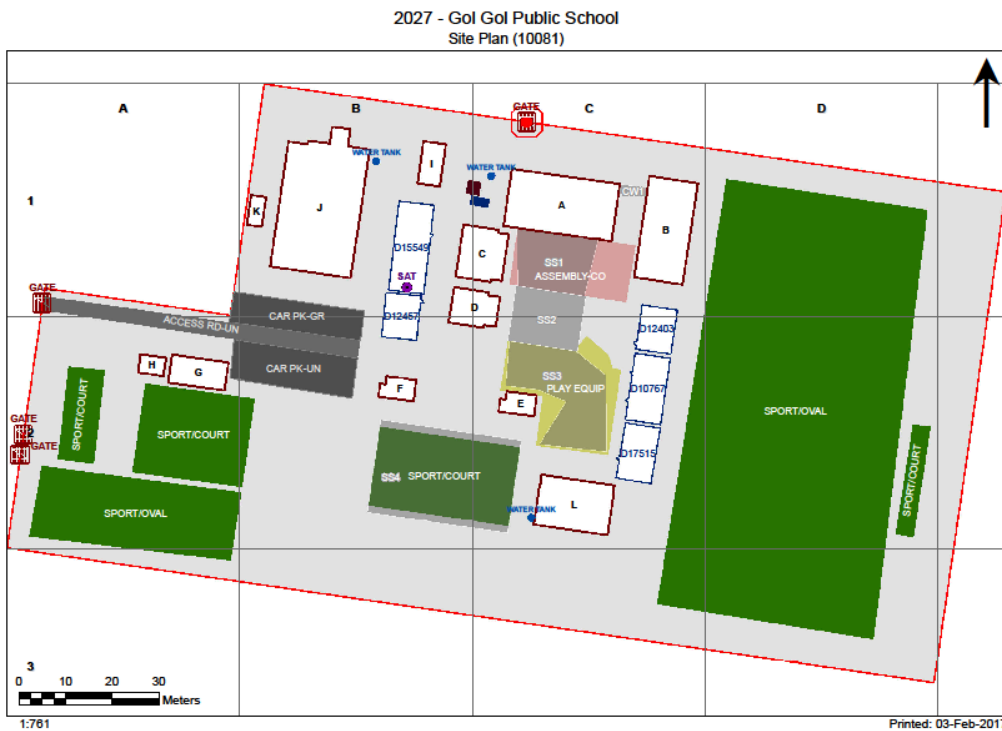 2027 - Gol Gol Public School
Site Plan (10081)
A
B
C
D
GATE
WATER TANK
I
WATER TANK
1
K
J
A
CW1
B
D15549
C
SS1
ASSEMBLY-CO
SAT
GATE
D
CAR PK-GR
D12457
SS2
D12403
ACCESS RD-UN
H
G
CAR PK-UN
F
SS3
PLAY EQUIP
D10767
E
SPORT/OVAL
GATE
2
GATE
SPORT/COURT
SPORT/COURT
D17515
SS4
SPORT/COURT
SPORT/COURT
SPORT/OVAL
WATER TANK
L
3
0 10 20 30
Meters
1:761
Printed: 03-Feb-2017